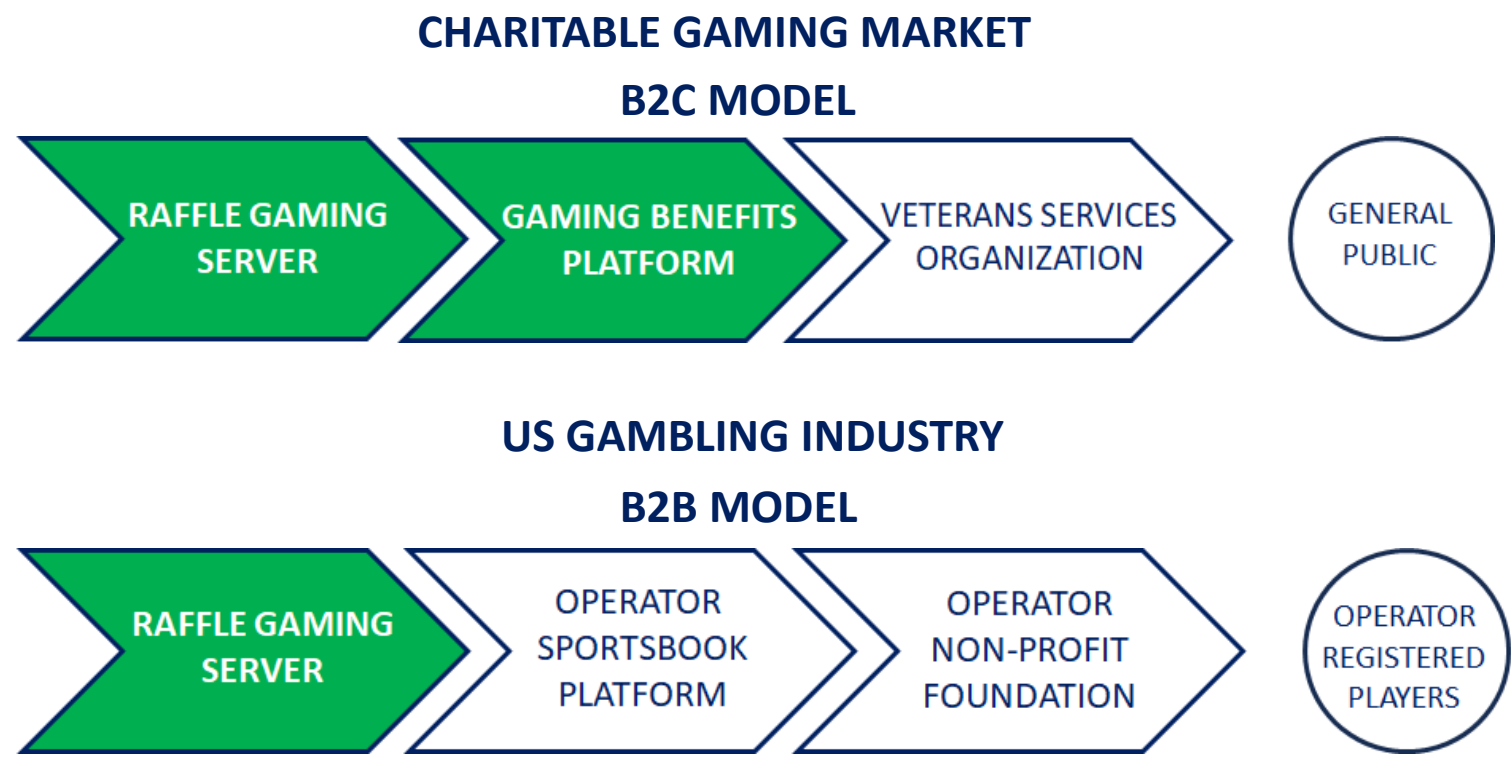 CHARITABLE GAMING MARKET
B2C MODEL
RAFFLE GAMING
SERVER
GAMING BENEFITS
PLATFORM
VETERANS SERVICES
ORGANIZATION
GENERAL
PUBLIC
US GAMBLING INDUSTRY
B2B MODEL
RAFFLE GAMING
SERVER
OPERATOR
SPORTSBOOK
PLATFORM
OPERATOR
NON-PROFIT
FOUNDATION
OPERATOR
REGISTERED
PLAYERS